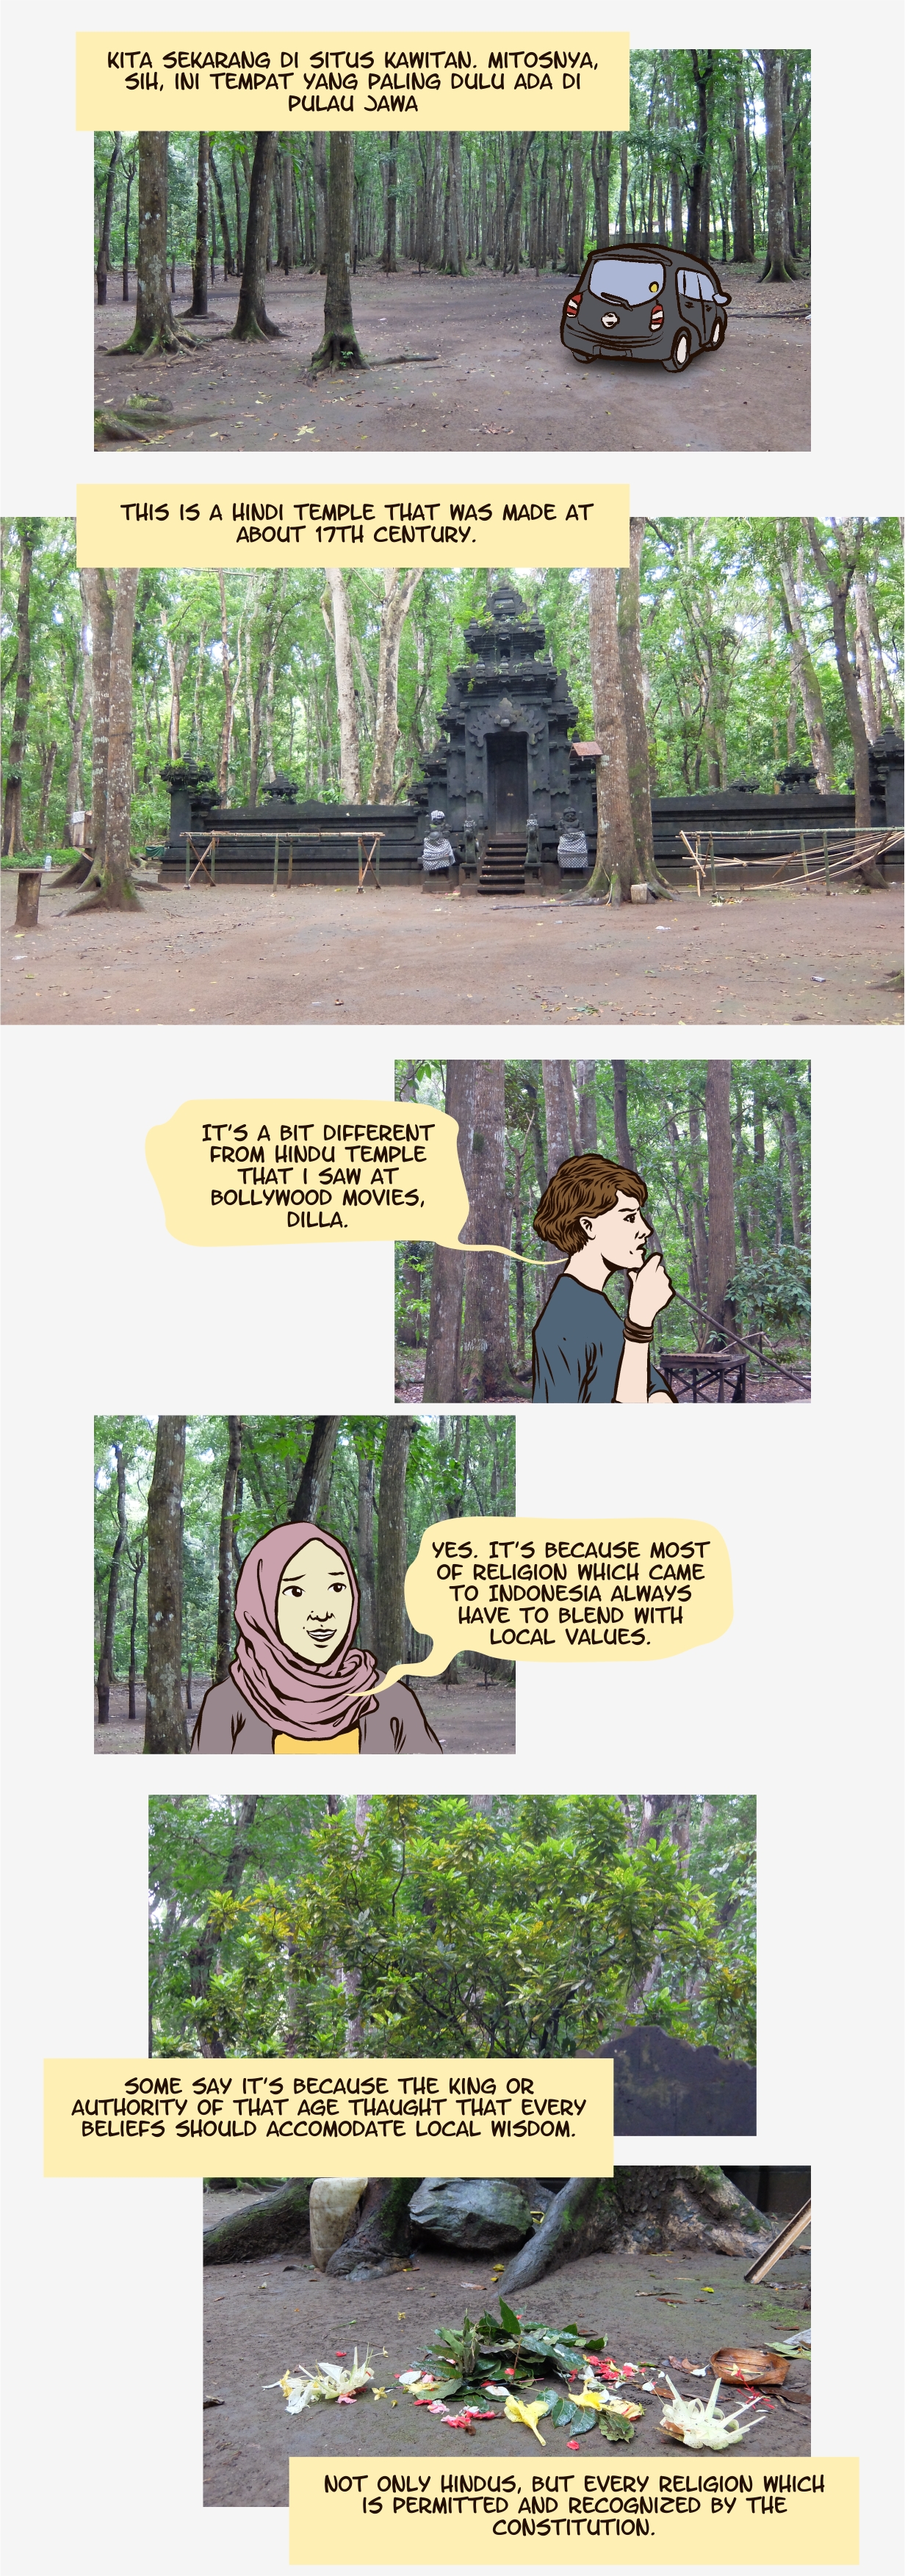 KITA SEKARANG DI SITUS KAWITAN. MITOSNYA,
SIH, INI TEMPAT YANG PALING DULU ADA DI
PULAU JAWA
THIS IS A HINDI TEMPLE THAT WAS MADE AT
ABOUT 17TH CENTURY.
IT'S A BIT DIFFERENT
FROM HINDU TEMPLE
THAT I SAW AT
BOLLYWOOD MOVIES,
DILLA.
YES. IT'S BECAUSE MOST
OF RELIGION WHICH CAME
TO INDONESIA ALWAYS
HAVE TO BLEND WITH
LOCAL VALUES.
SOME SAY IT'S BECAUSE THE KING OR
AUTHORITY OF THAT AGE THAUGHT THAT EVERY
BELIEFS SHOULD ACCOMODATE LOCAL WISDOM.
NOT ONLY HINDUS, BUT EVERY RELIGION WHICH
IS PERMITTED AND RECOGNIZED BY THE
CONSTITUTION.